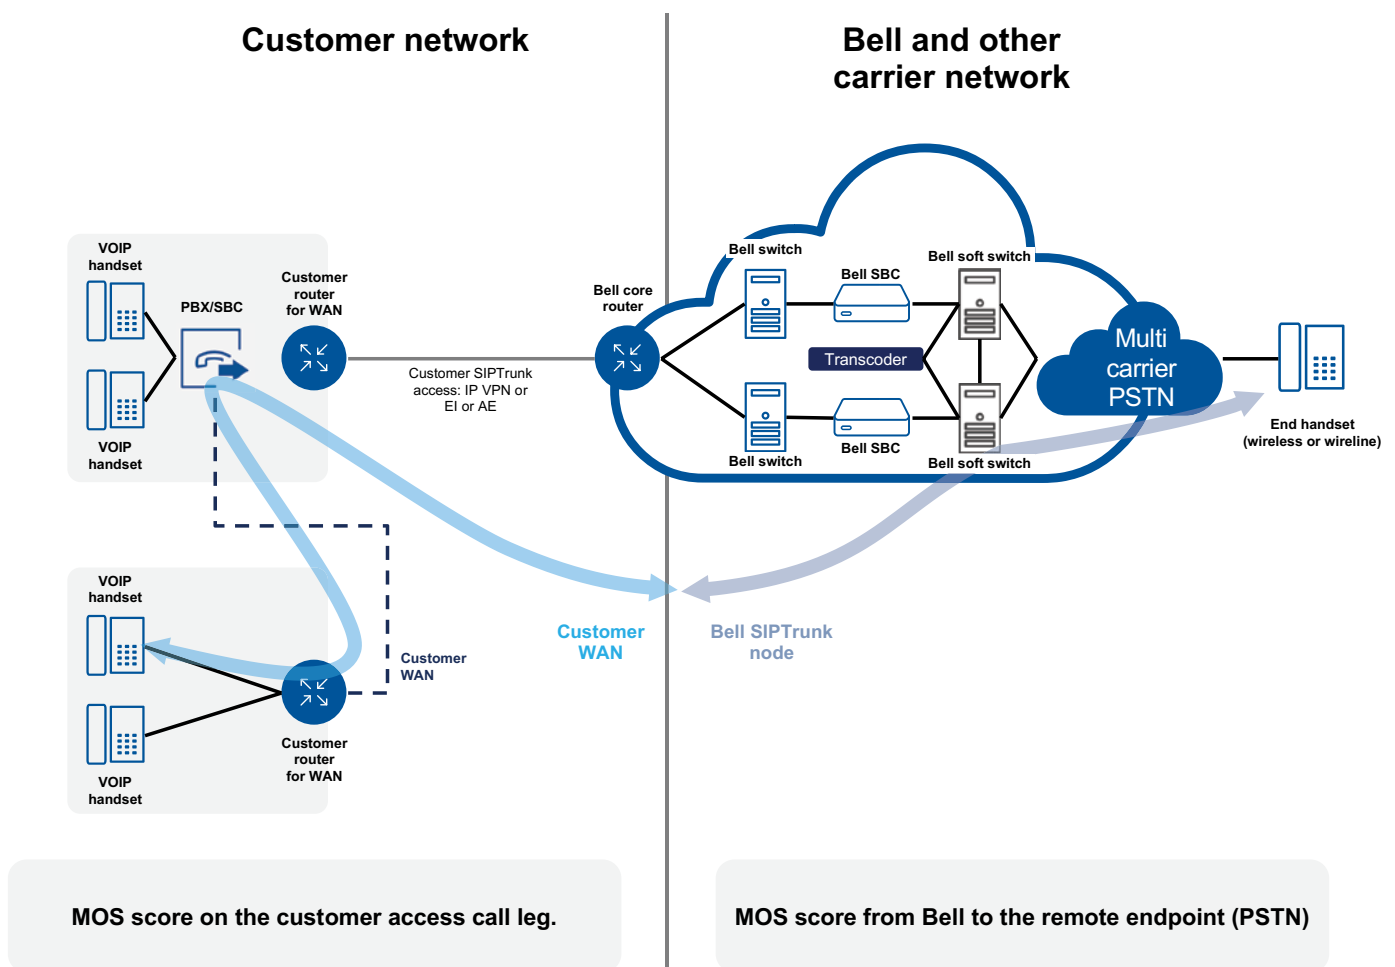 Customer network
Bell and other
carrier network
VOIP
handset
PBX/SBC
Customer
router
for WAN
VOIP
handset
Customer SIPTrunk
access: IP VPN or
EI or AE
Bell core
router
Bell switch
Bell SBC
Bell soft switch
Transcoder
Bell switch
Bell SBC
Bell soft switch
Multi
carrier
PSTN
End handset
(wireless or wireline)
VOIP
handset
Customer
WAN
Customer
router
for WAN
VOIP
handset
Customer
WAN
Bell SIPTrunk
node
MOS score on the customer access call leg.
MOS score from Bell to the remote endpoint (PSTN)